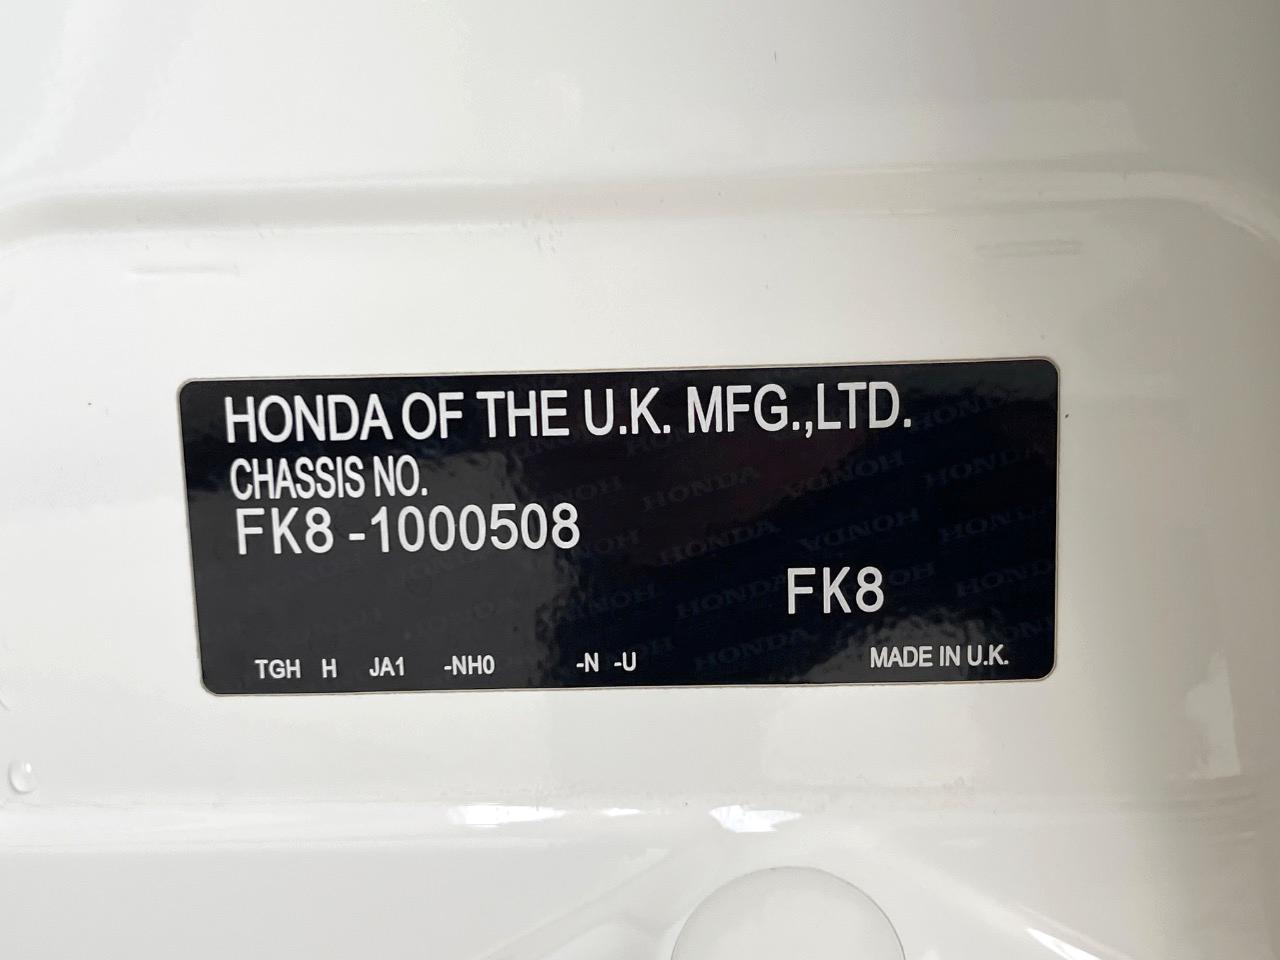 HONDA OF THE U.K. MFG.,LTD.
CHASSIS NO.
FK8 -1000508
FK8
TGH H JA1 -NH0 -N -U
MADE IN U.K.